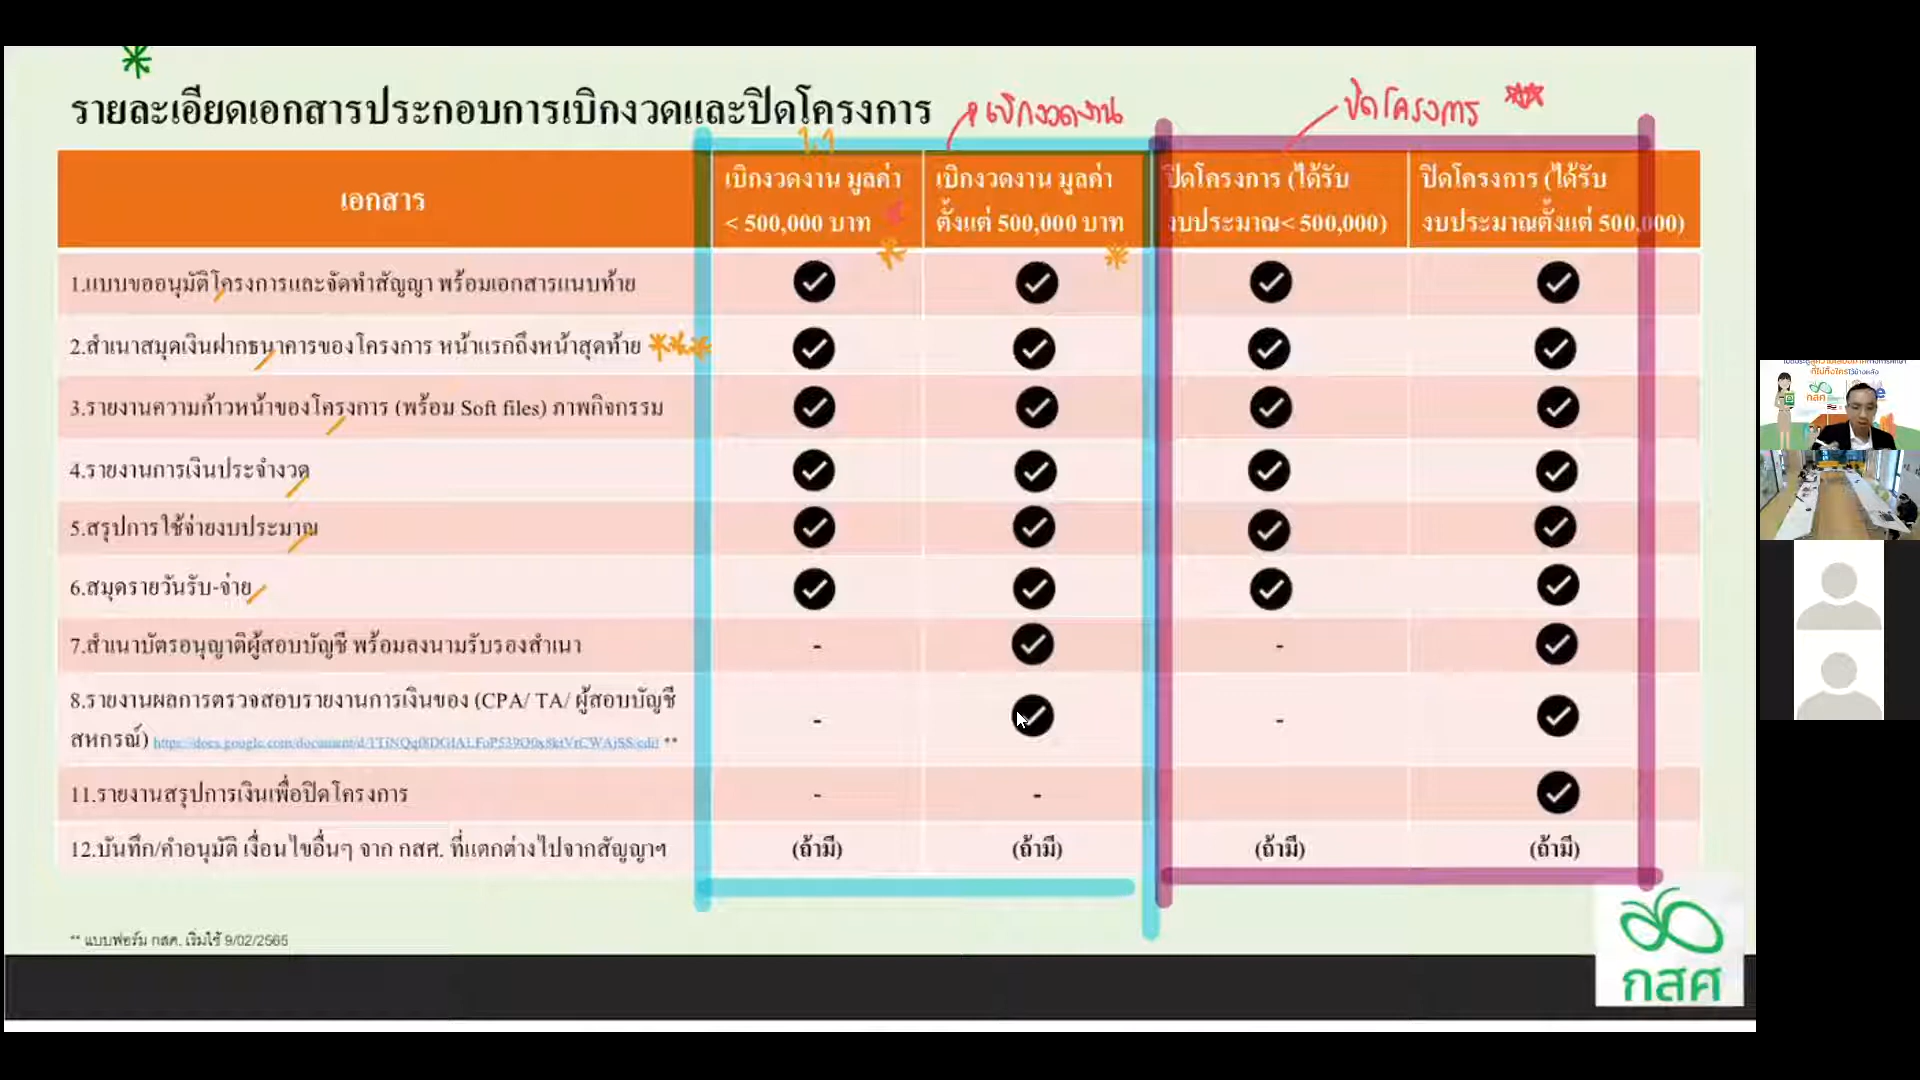 รายละเอียดเอกสารประกอบการเบิกงวดและปิดโครงการ
เบิกงวดงาน
ปิดโครงการ
1.1
เอกสาร
เบิกงวดงาน มูลค่า
< 500,000 บาท
เบิกงวดงาน มูลค่า
ตั้งแต่ 500,000 บาท
ปิดโครงการ (ได้รับ
งบประมาณ< 500,000)
ปิดโครงการ (ได้รับ
งบประมาณตั้งแต่ 500,000)
1.แบบขออนุมัติโครงการและจัดทำสัญญา พร้อมเอกสารแนบท้าย
2.สำเนาสมุดเงินฝากธนาคารของโครงการ หน้าแรกถึงหน้าสุดท้าย
3.รายงานความก้าวหน้าของโครงการ (พร้อม Soft files) ภาพกิจกรรม
4.รายงานการเงินประจำงวด
5.สรุปการใช้จ่ายงบประมาณ
6.สมุดรายวันรับ-จ่าย
7.สำเนาบัตรอนุญาติผู้สอบบัญชี พร้อมลงนามรับรองสำเนา - -
8.รายงานผลการตรวจสอบรายงานการเงินของ (CPA/ TA/ ผู้สอบบัญชี
สหกรณ์) ** - -
11.รายงานสรุปการเงินเพื่อปิดโครงการ - -
12.บันทึก/คำอนุมัติ เงื่อนไขอื่นๆ จาก กสศ. ที่แตกต่างไปจากสัญญาฯ (ถ้ามี) (ถ้ามี) (ถ้ามี) (ถ้ามี)
** แบบฟอร์ม กสศ. เริ่มใช้ 9/02/2565
กสศ
ที่ไม่ทิ้งใครไว้ข้างหลัง
กสศ